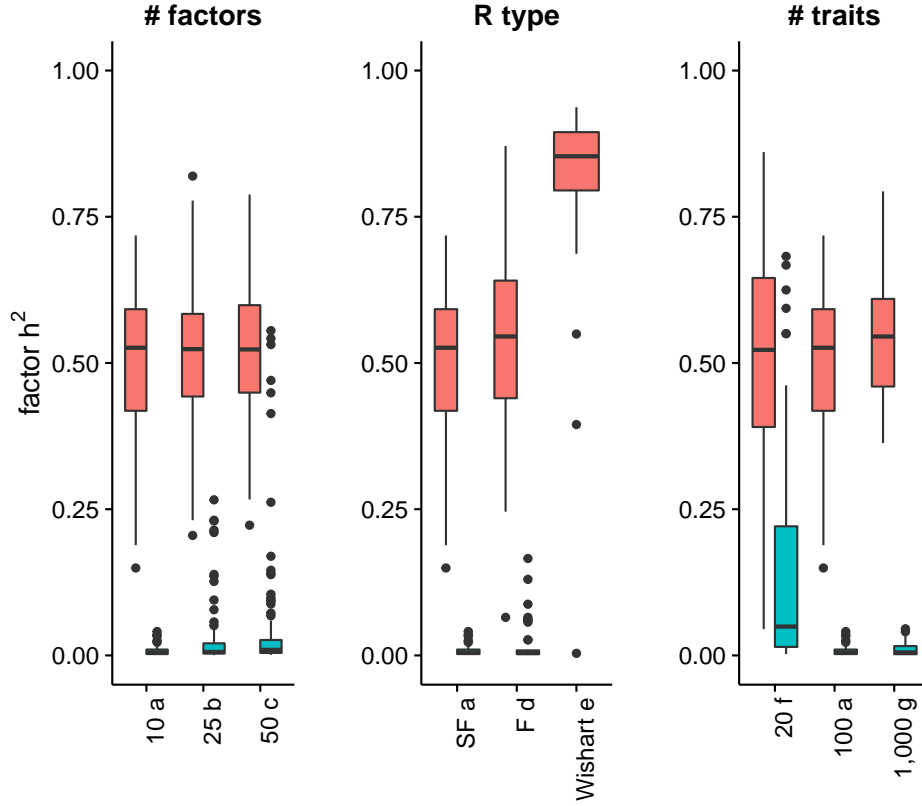 # factors
R type
# traits
factor h²
1.00
0.75
0.50
0.25
0.00
10 a
25 b
50 c
1.00
0.75
0.50
0.25
0.00
SF a
F d
Wishart e
1.00
0.75
0.50
0.25
0.00
20 f
100 a
1,000 g